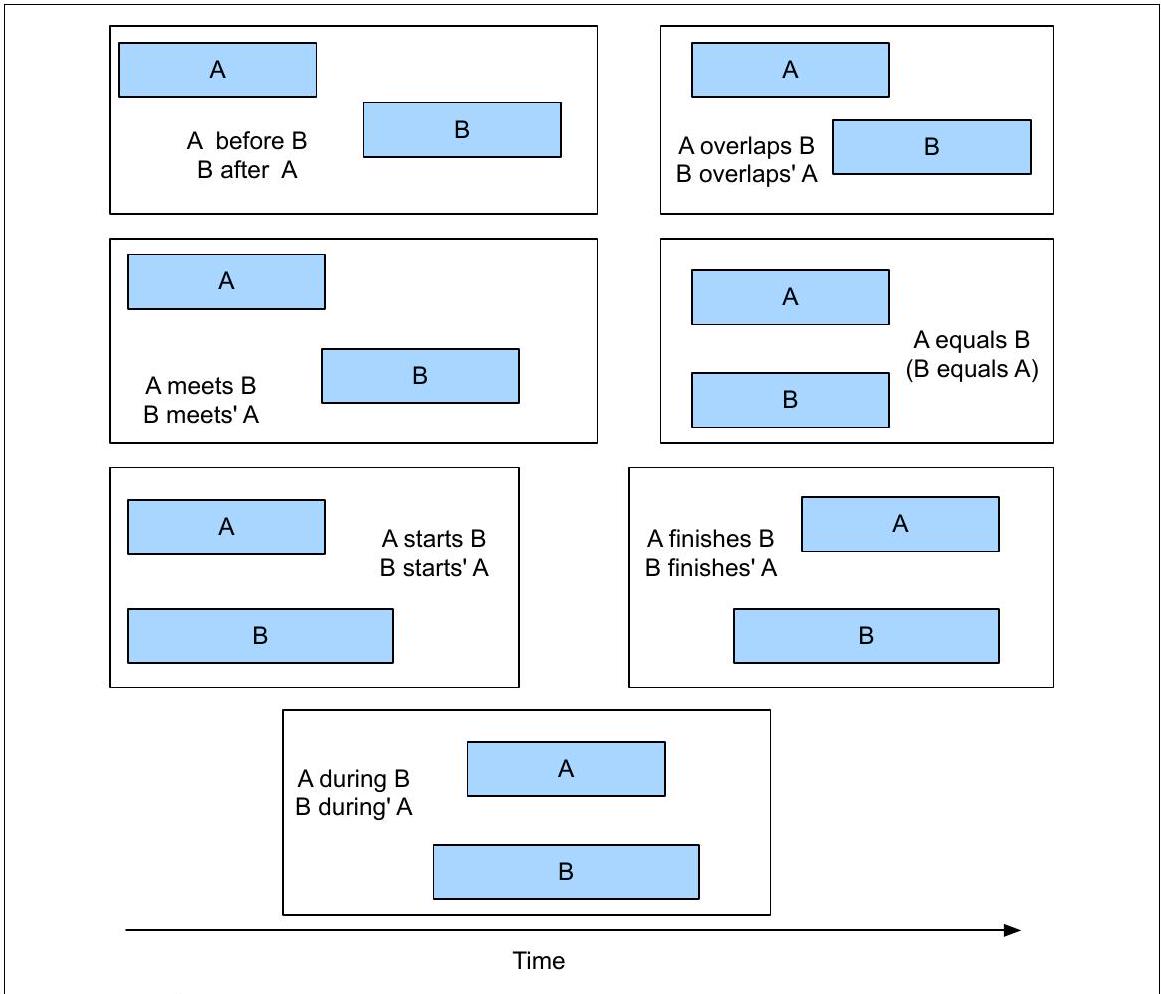 A
B
A  before B
B after  A
A
B
A overlaps B
B overlaps' A
A
B
A meets B
B meets' A
A
B
A equals B
(B equals A)
A
A starts B
B starts' A
B
A
A finishes B
B finishes' A
B
A
A during B
B during' A
B
Time